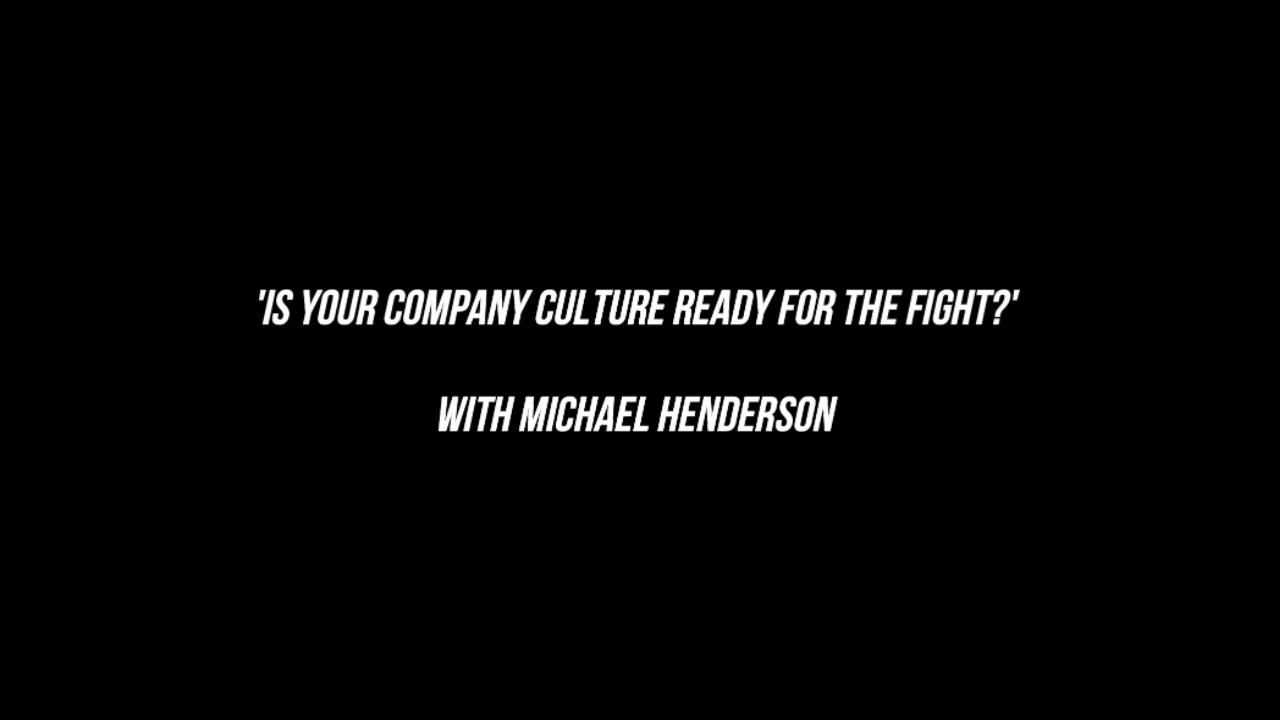 'IS YOUR COMPANY CULTURE READY FOR THE FIGHT?'
WITH MICHAEL HENDERSON